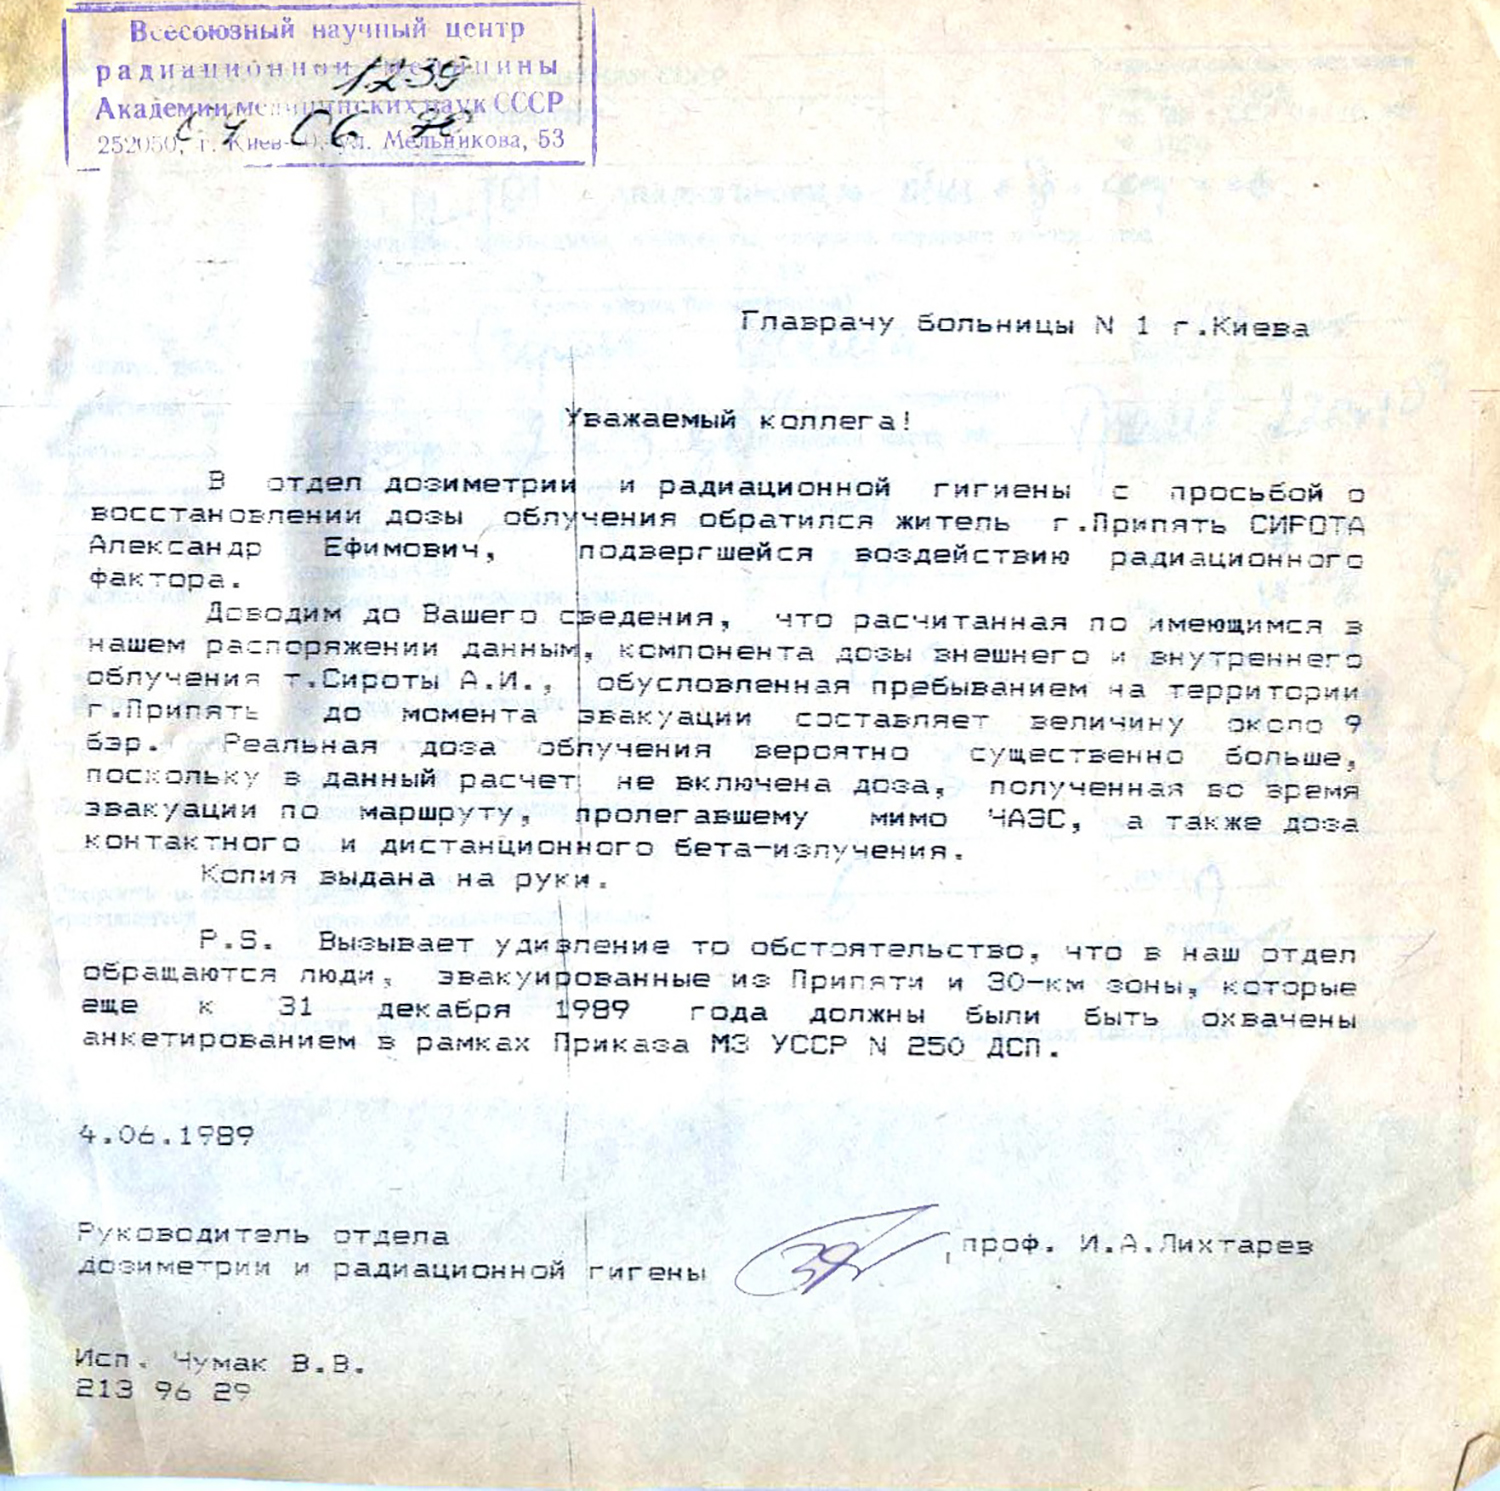 Всесоюзный научный центр
радиационной медицины
Академии медицинских наук СССР
252050, г. Киев-50, ул. Мельникова, 53
1239
04 06 90
Главрачу больницы N 1 г.Киева
Уважаемый коллега!
В отдел дозиметрии и радиационной гигиены с просьбой о
восстановлении дозы облучения обратился житель г.Припять СИРОТА
Александр Ефимович, подвергшейся воздействию радиационного
фактора.
Доводим до Вашего сведения, что расчитанная по имеющимся в
нашем распоряжении данным, компонента дозы внешнего и внутреннего
облучения т.Сироты А.И., обусловленная пребыванием на территории
г.Припять до момента эвакуации составляет величину около 9
бэр. Реальная доза облучения вероятно существенно больше,
поскольку в данный расчет не включена доза, полученная во время
эвакуации по маршруту, пролегавшему мимо ЧАЭС, а также доза
контактного и дистанционного бета-излучения.
Копия выдана на руки.
P.S. Вызывает удивление то обстоятельство, что в наш отдел
обращаются люди, эвакуированные из Припяти и 30-км зоны, которые
еще к 31 декабря 1989 года должны были быть охвачены
анкетированием в рамках Приказа МЗ УССР N 250 ДСП.
4.06.1989
Руководитель отдела
дозиметрии и радиационной гигены проф. И.А.Лихтарев
Исп. Чумак В.В.
213 96 29